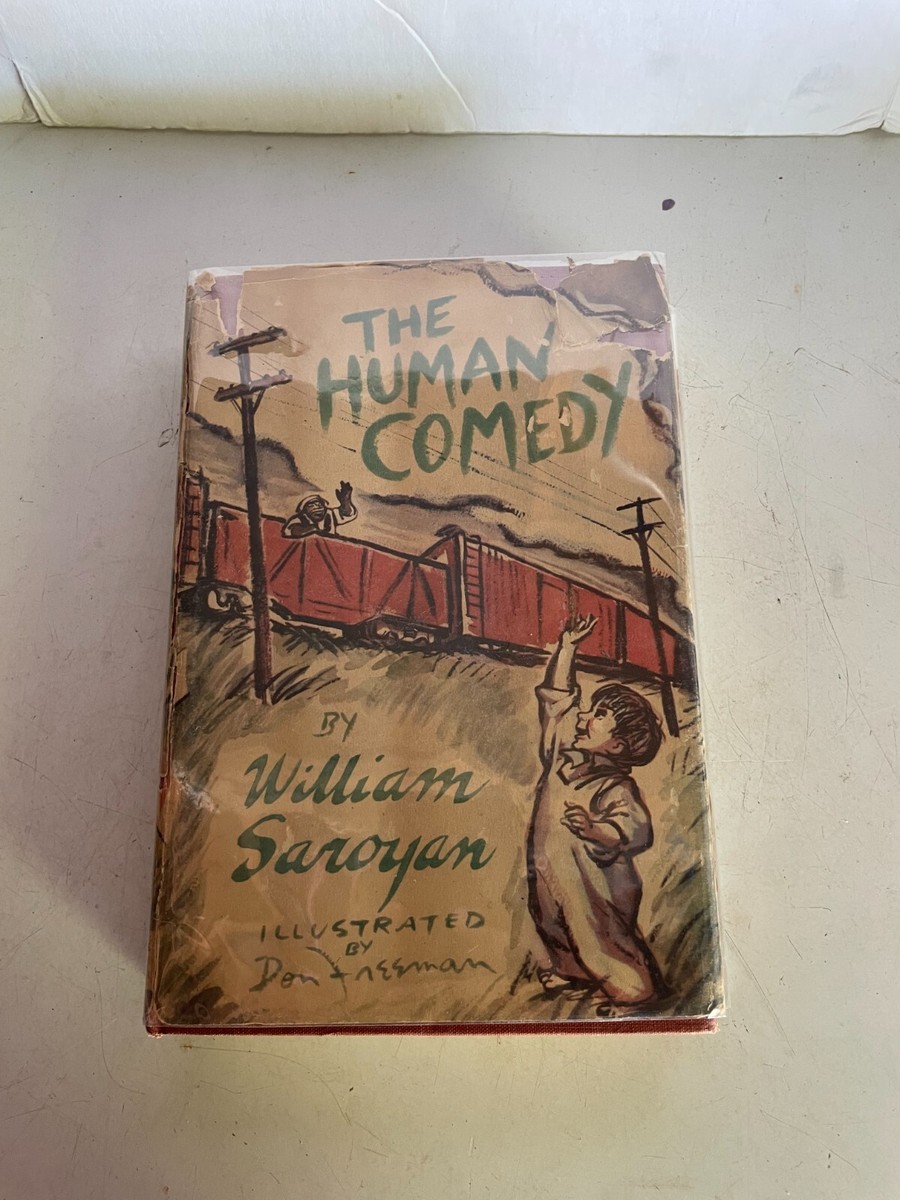 THE
HUMAN
COMEDY
BY
William
Saroyan
ILLUSTRATED
BY
Don Freeman